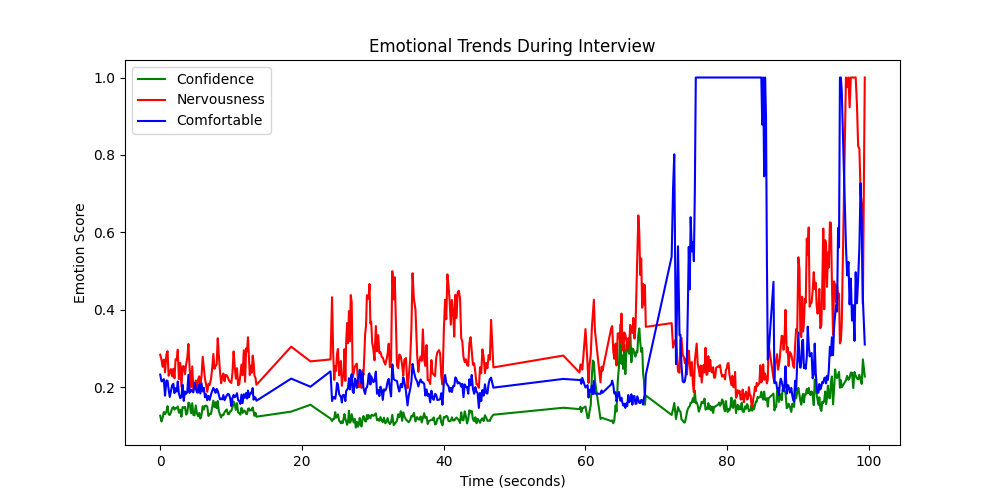 Emotional Trends During Interview
Confidence
Nervousness
Comfortable
Emotion Score
1.0
0.8
0.6
0.4
0.2
0
20
40
60
80
100
Time (seconds)